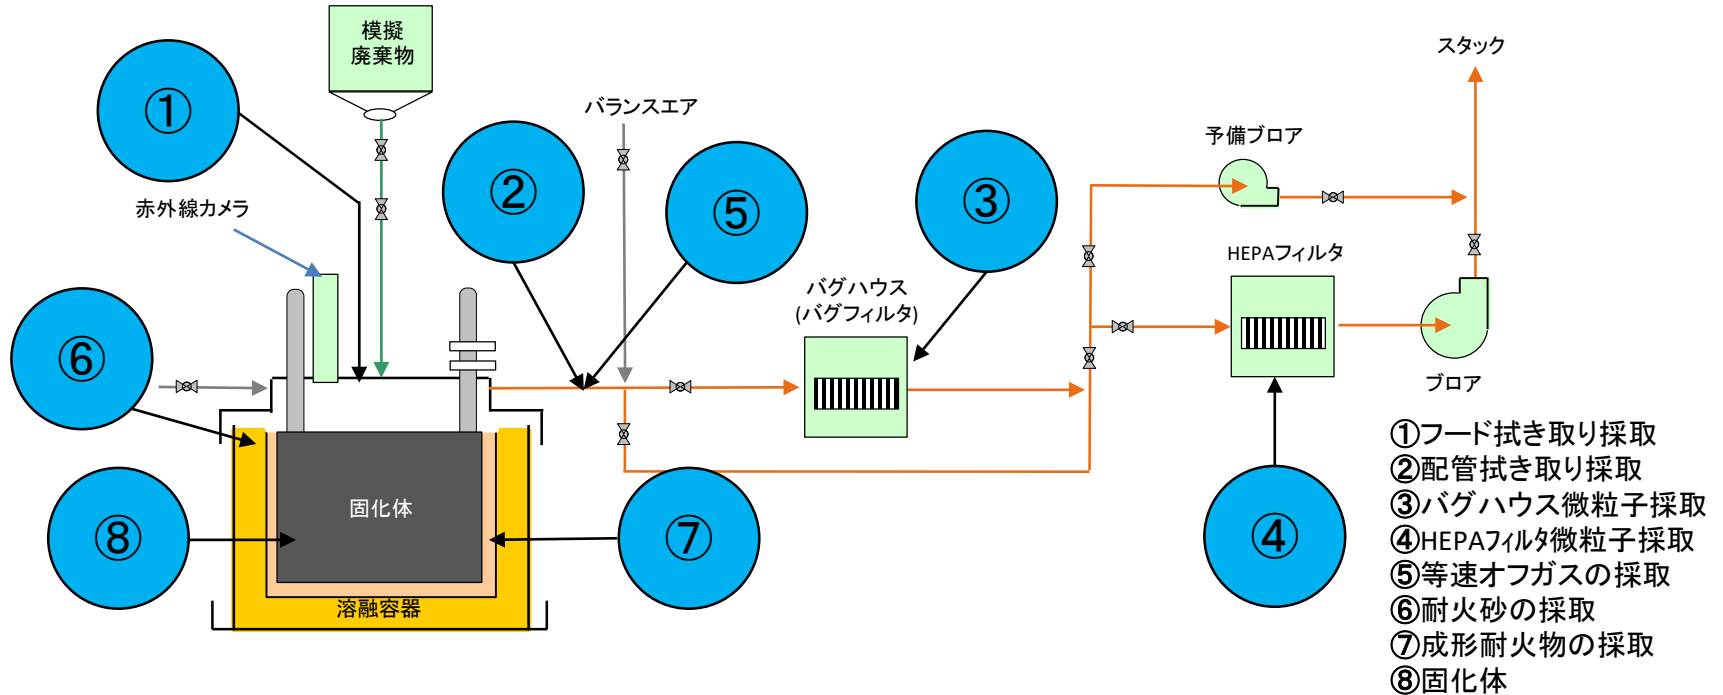 模擬
廃棄物
スタック
①
バランスエア
予備ブロア
②
⑤
③
赤外線カメラ
HEPAフィルタ
バグハウス
(バグフィルタ)
⑥
ブロア
①フード拭き取り採取
②配管拭き取り採取
③バグハウス微粒子採取
④HEPAフィルタ微粒子採取
⑤等速オフガスの採取
⑥耐火砂の採取
⑦成形耐火物の採取
⑧固化体
固化体
⑧
⑦
④
溶融容器